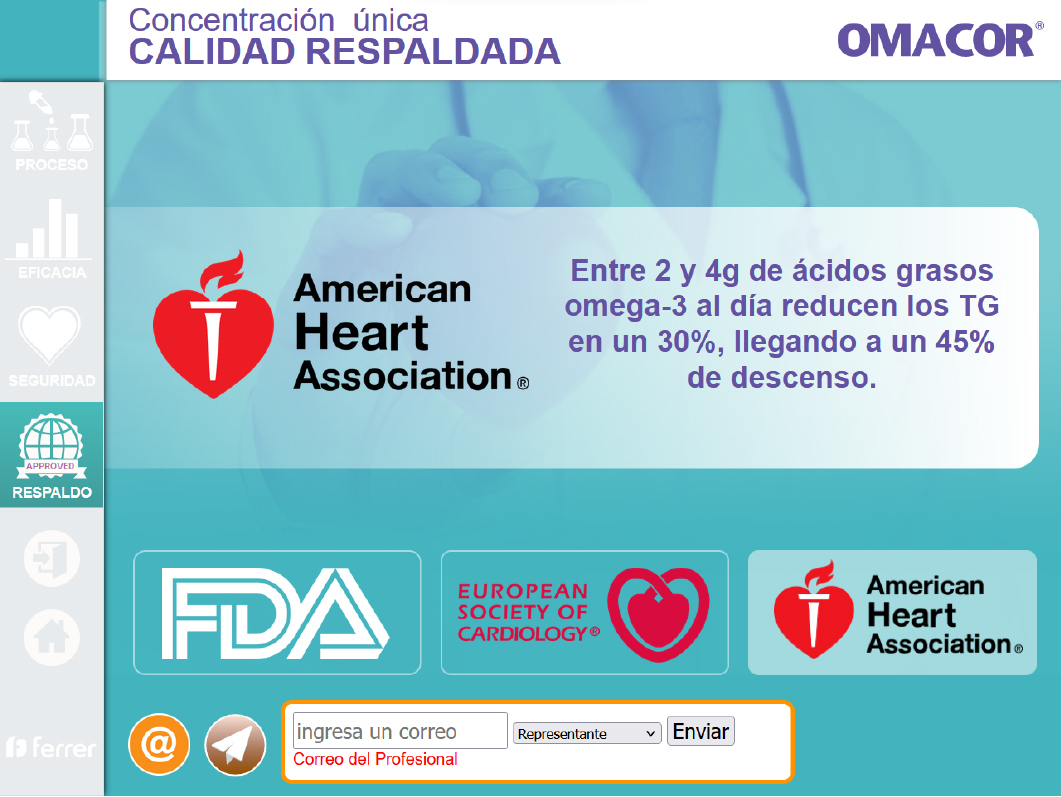 Concentración única
CALIDAD RESPALDADA
OMACOR®
PROCESO
EFICACIA
SEGURIDAD
APPROVED
RESPALDO
ferrer
American
Heart
Association®
Entre 2 y 4g de ácidos grasos
omega-3 al día reducen los TG
en un 30%, llegando a un 45%
de descenso.
FDA
EUROPEAN
SOCIETY OF
CARDIOLOGY®
American
Heart
Association®
@
ingresa un correo
Representante
Enviar
Correo del Profesional